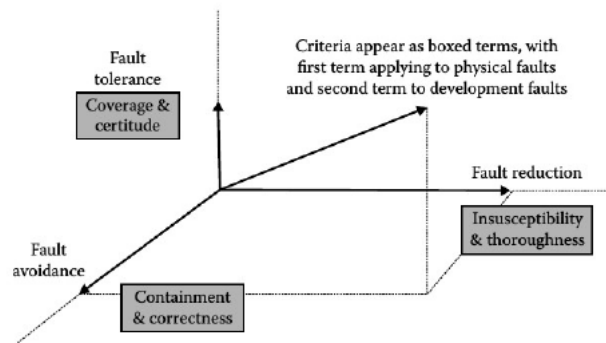 Fault
tolerance
Coverage &
certitude
Criteria appear as boxed terms, with
first term applying to physical faults
and second term to development faults
Fault reduction
Insusceptibility
& thoroughness
Fault
avoidance
Containment
& correctness